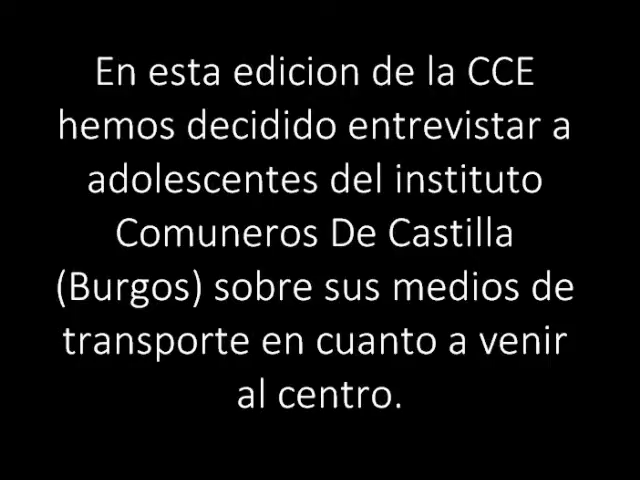 En esta edicion de la CCE
hemos decidido entrevistar a
adolescentes del instituto
Comuneros De Castilla
(Burgos) sobre sus medios de
transporte en cuanto a venir
al centro.